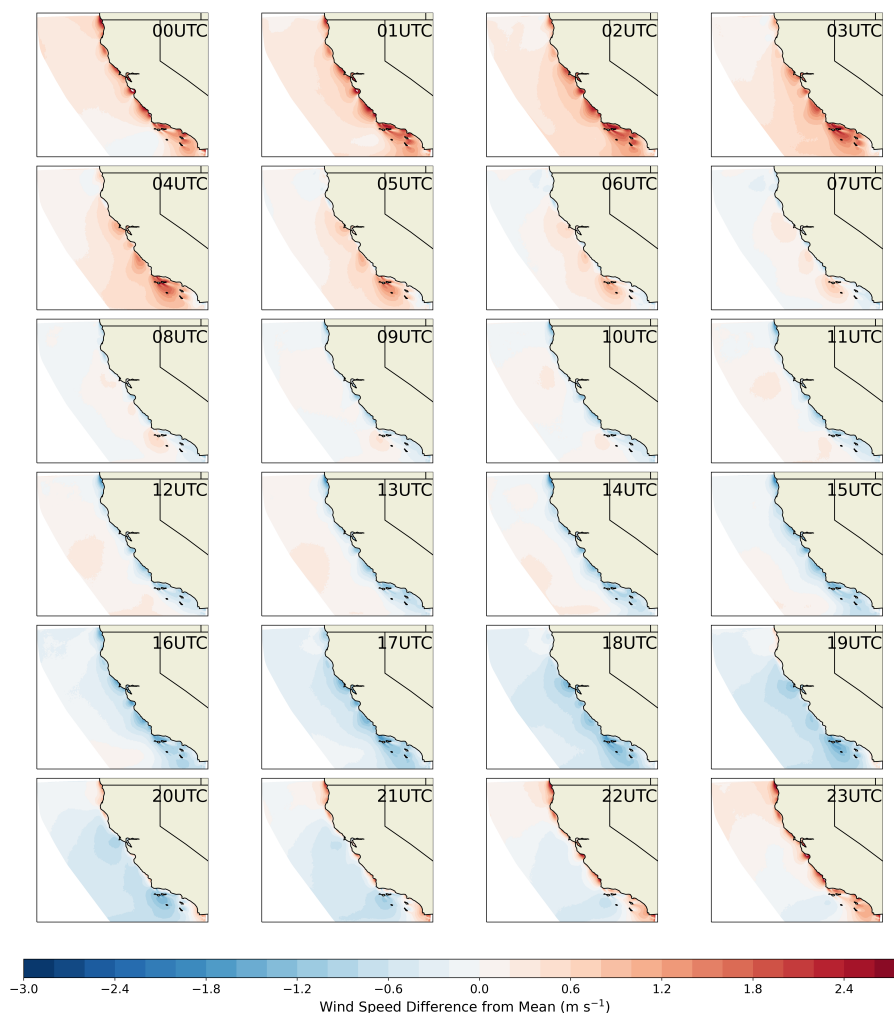 00UTC 01UTC 02UTC 03UTC
04UTC 05UTC 06UTC 07UTC
08UTC 09UTC 10UTC 11UTC
12UTC 13UTC 14UTC 15UTC
16UTC 17UTC 18UTC 19UTC
20UTC 21UTC 22UTC 23UTC
−3.0 −2.4 −1.8 −1.2 −0.6 0.0 0.6 1.2 1.8 2.4
Wind Speed Difference from Mean (m s⁻¹)